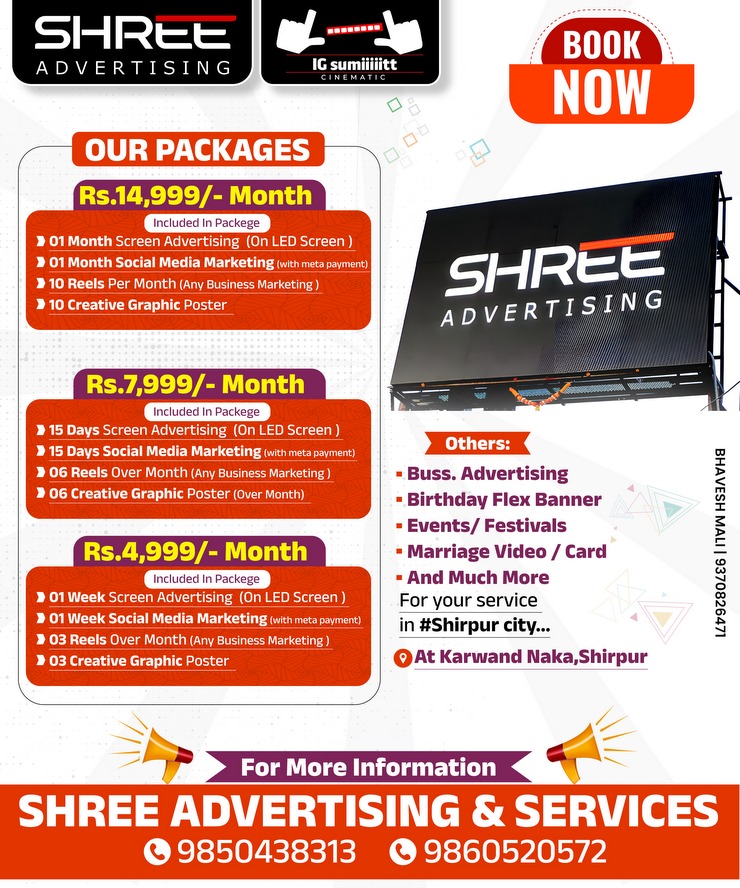 SHREE
ADVERTISING
IG sumiiiiitt
CINEMATIC
BOOK
NOW
OUR PACKAGES
Rs.14,999/- Month
Included In Packege
01 Month Screen Advertising (On LED Screen )
01 Month Social Media Marketing (with meta payment)
10 Reels Per Month (Any Business Marketing )
10 Creative Graphic Poster
Rs.7,999/- Month
Included In Packege
15 Days Screen Advertising (On LED Screen )
15 Days Social Media Marketing (with meta payment)
06 Reels Over Month (Any Business Marketing )
06 Creative Graphic Poster (Over Month)
Rs.4,999/- Month
Included In Packege
01 Week Screen Advertising (On LED Screen )
01 Week Social Media Marketing (with meta payment)
03 Reels Over Month (Any Business Marketing )
03 Creative Graphic Poster
SHREE
ADVERTISING
Others:
Buss. Advertising
Birthday Flex Banner
Events/ Festivals
Marriage Video / Card
And Much More
For your service
in #Shirpur city...
At Karwand Naka,Shirpur
BHAVESH MALI | 9370826471
For More Information
SHREE ADVERTISING & SERVICES
9850438313 9860520572